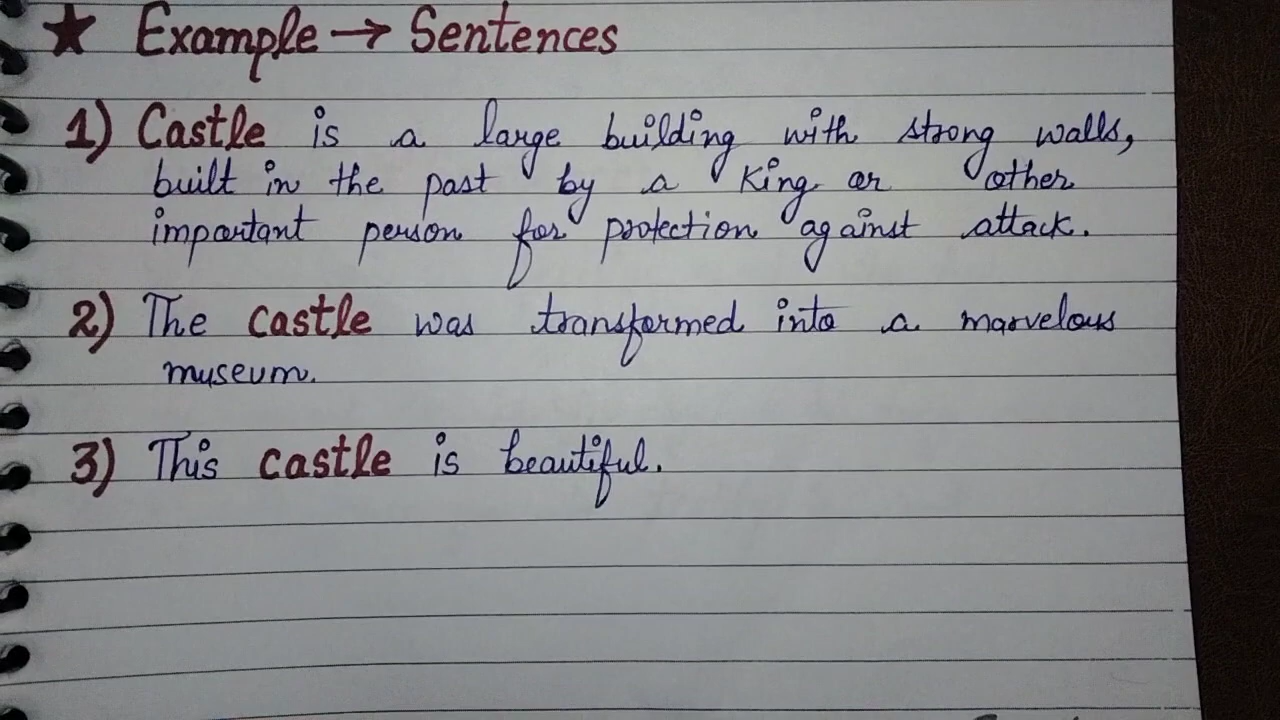 ★ Example → Sentences
1) Castle is a large building with strong walls,
built in the past by a King or other
important person for protection against attack.
2) The castle was transformed into a marvelous
museum.
3) This castle is beautiful.